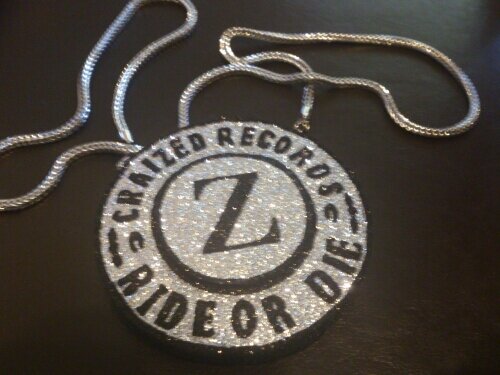 CRAIZED RECORDS
Z
RIDE OR DIE